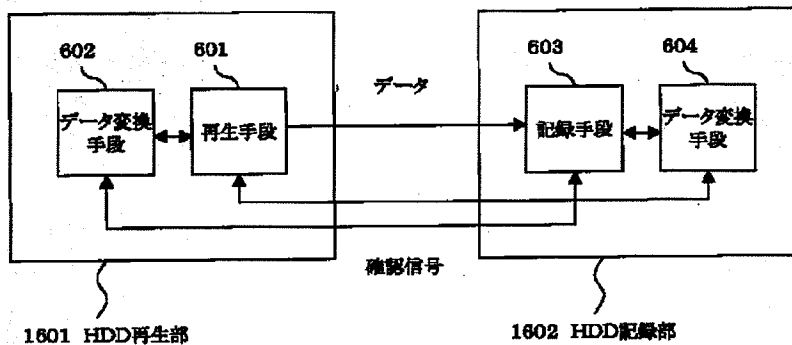 602
601
データ
603
604
データ変換
手段
再生手段
記録手段
データ変換
手段
確認信号
1601 HDD再生部
1602 HDD記録部